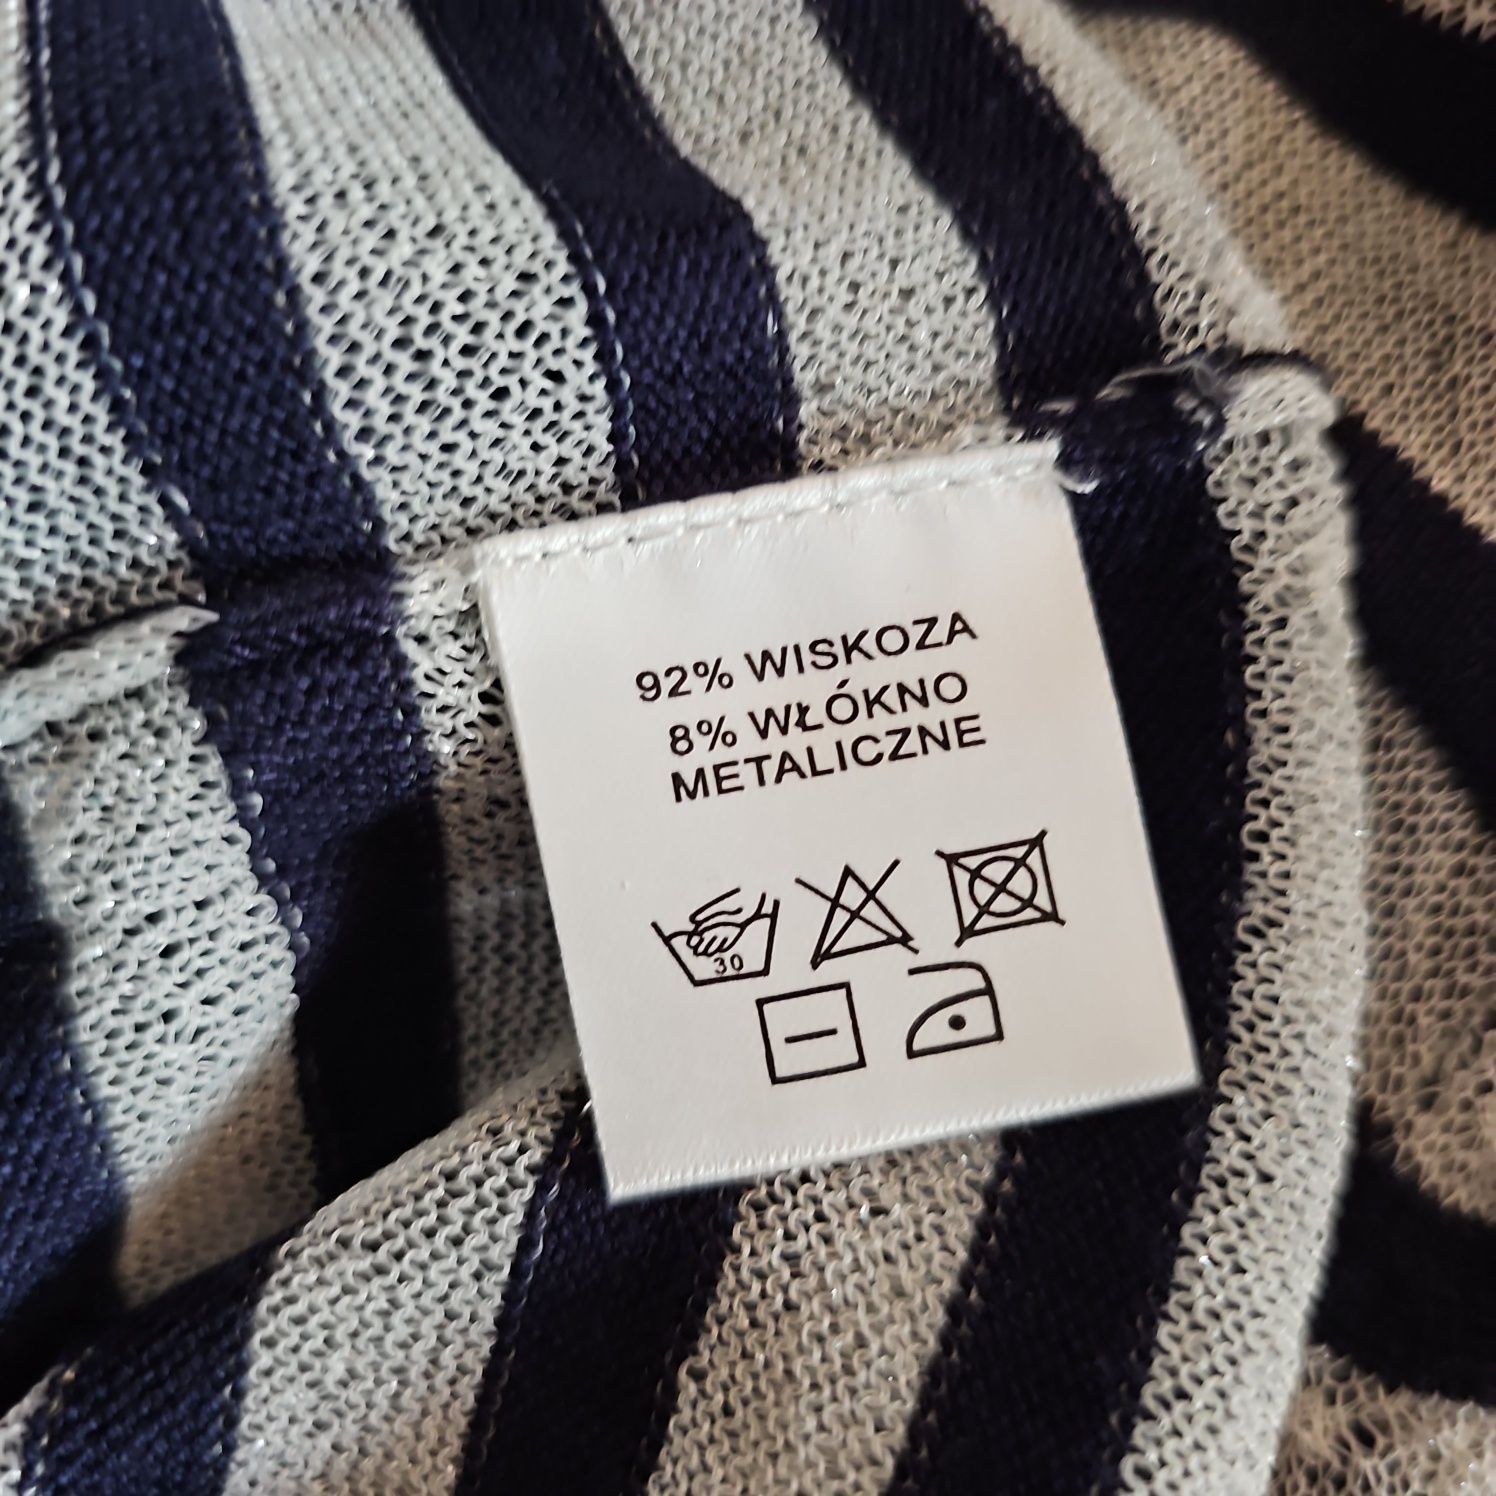 92% WISKOZA
8% WŁÓKNO
METALICZNE
30